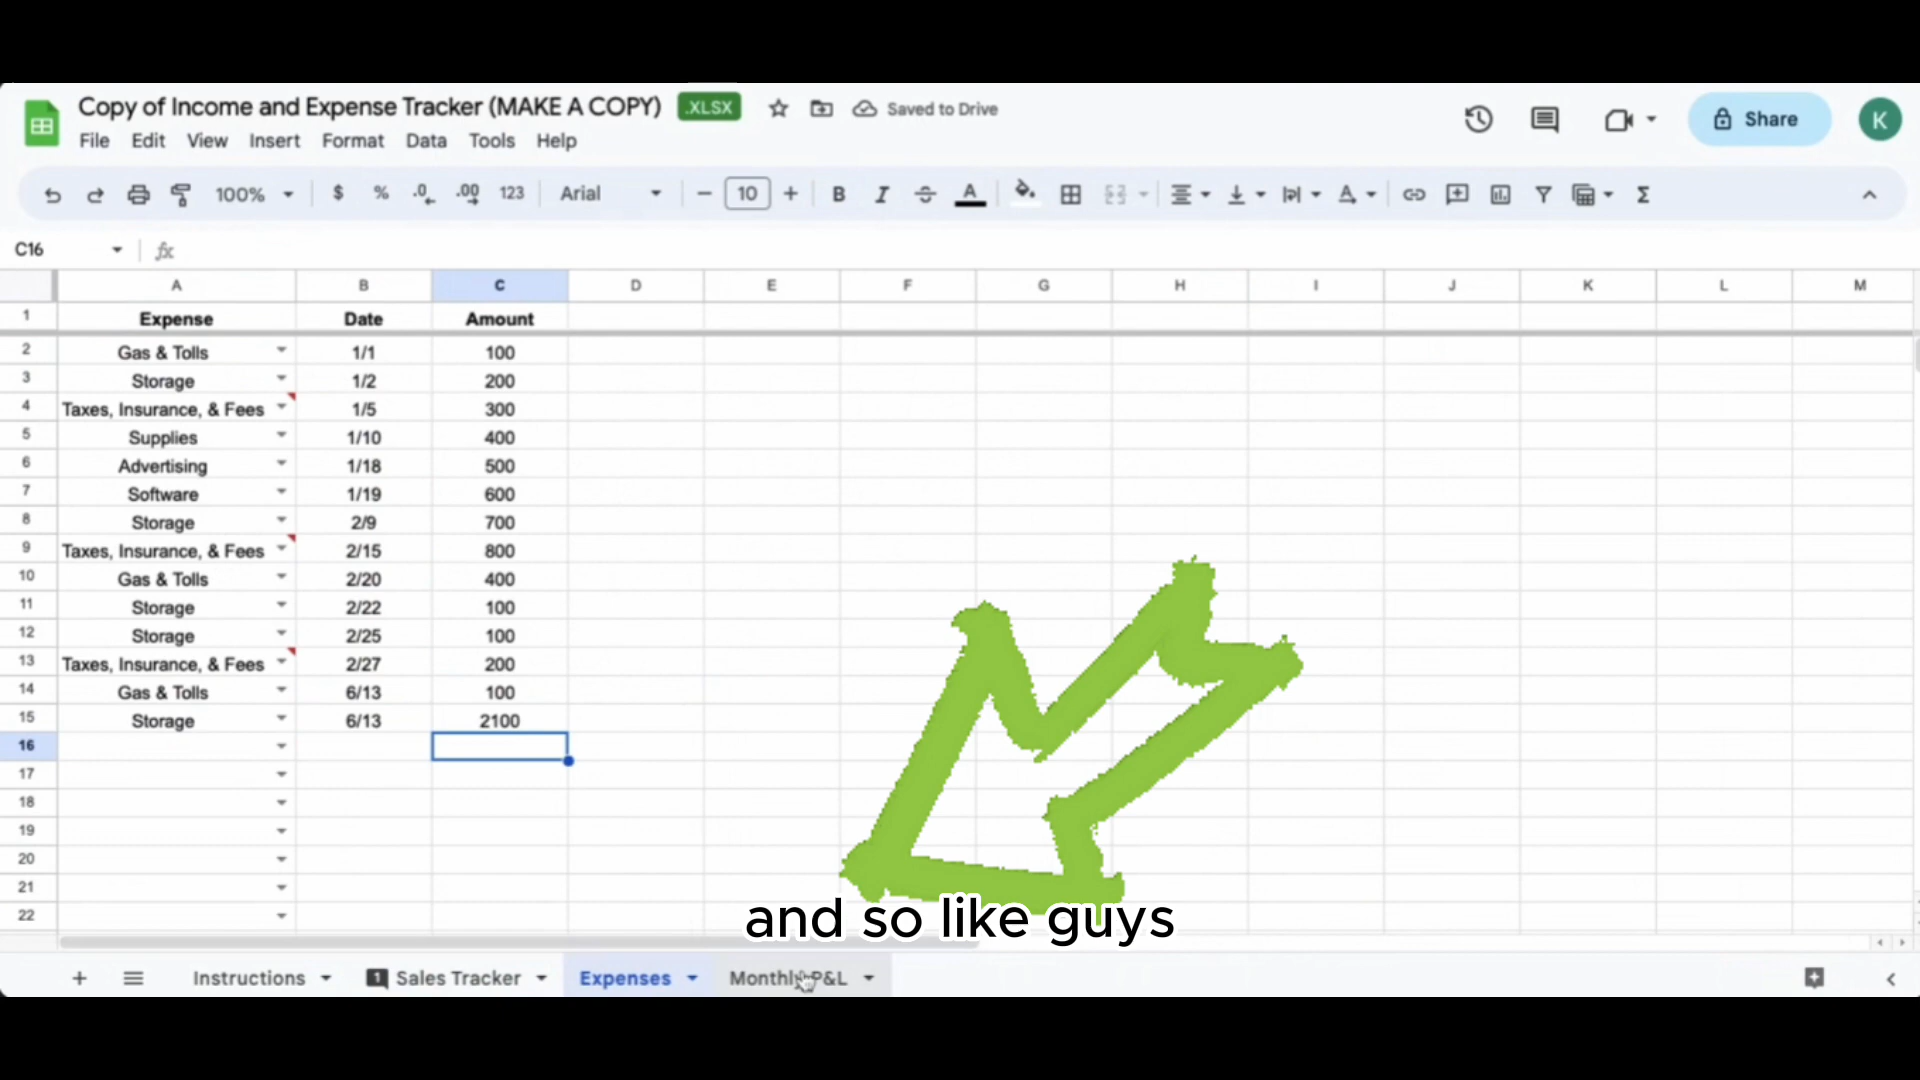 Copy of Income and Expense Tracker (MAKE A COPY) .XLSX Saved to Drive
Share K
File Edit View Insert Format Data Tools Help
100% $ % .0 .00 123 Arial 10 B I A A Σ
C16 fx
A B C D E F G H I J K L M
1 Expense Date Amount
2 Gas & Tolls 1/1 100
3 Storage 1/2 200
4 Taxes, Insurance, & Fees 1/5 300
5 Supplies 1/10 400
6 Advertising 1/18 500
7 Software 1/19 600
8 Storage 2/9 700
9 Taxes, Insurance, & Fees 2/15 800
10 Gas & Tolls 2/20 400
11 Storage 2/22 100
12 Storage 2/25 100
13 Taxes, Insurance, & Fees 2/27 200
14 Gas & Tolls 6/13 100
15 Storage 6/13 2100
16
17
18
19
20
21
22
and so like guys
Instructions 1 Sales Tracker Expenses Monthly P&L